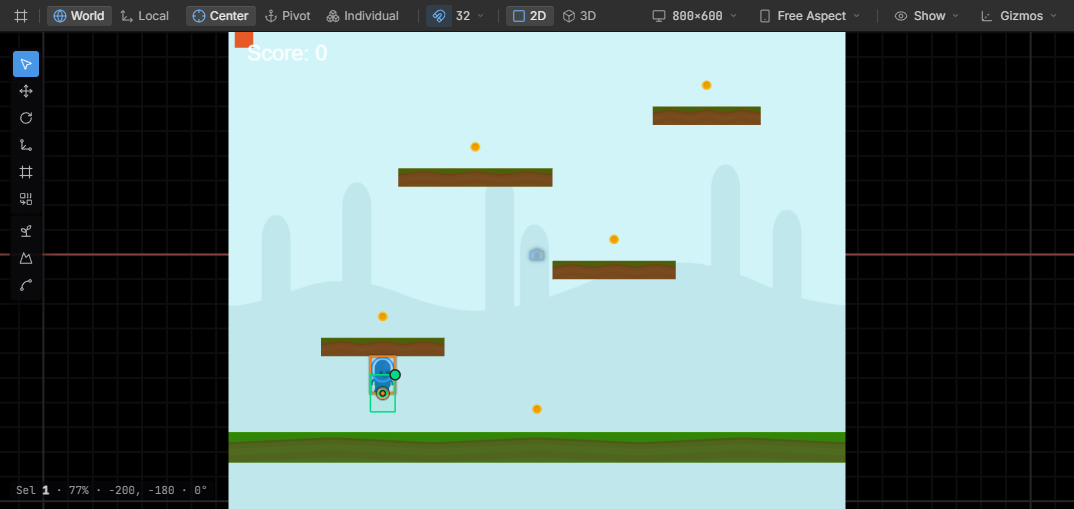 World Local Center Pivot Individual 32 2D 3D 800×600 Free Aspect Show Gizmos
Score: 0
Sel 1 · 77% · -200, -180 · 0°